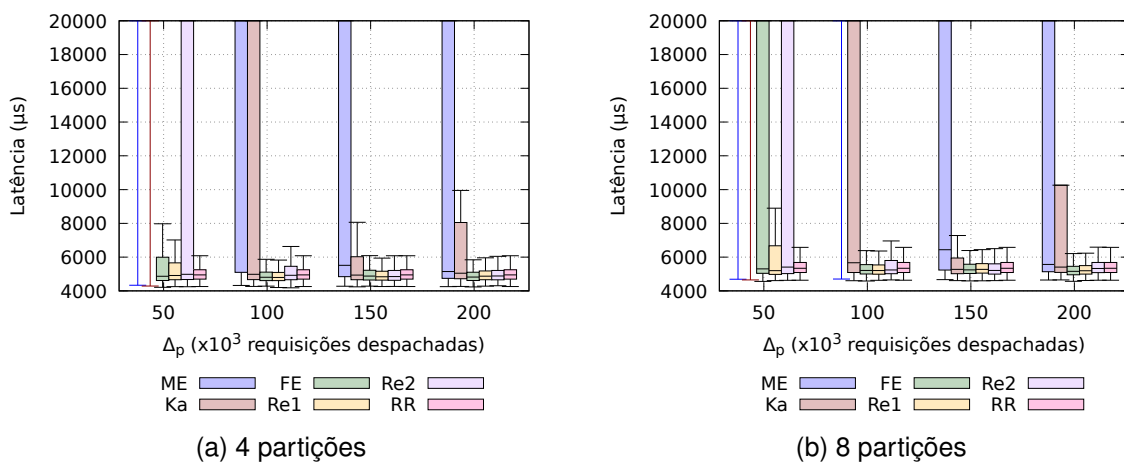 20000
18000
16000
14000
12000
10000
8000
6000
4000
Latência (µs)
50 100 150 200
Δp (x10³ requisições despachadas)
ME FE Re2
Ka Re1 RR
(a) 4 partições
20000
18000
16000
14000
12000
10000
8000
6000
4000
Latência (µs)
50 100 150 200
Δp (x10³ requisições despachadas)
ME FE Re2
Ka Re1 RR
(b) 8 partições